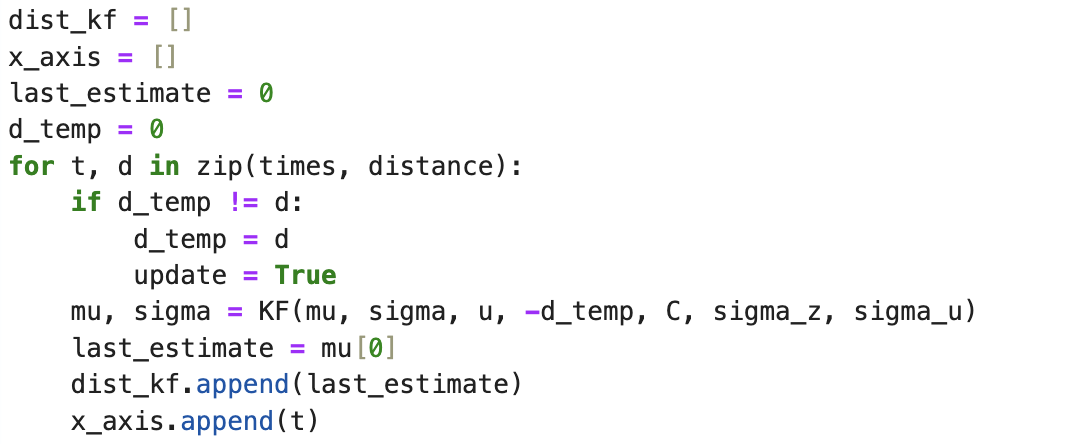 dist_kf = []
x_axis = []
last_estimate = 0
d_temp = 0
for t, d in zip(times, distance):
    if d_temp != d:
        d_temp = d
        update = True
    mu, sigma = KF(mu, sigma, u, -d_temp, C, sigma_z, sigma_u)
    last_estimate = mu[0]
    dist_kf.append(last_estimate)
    x_axis.append(t)